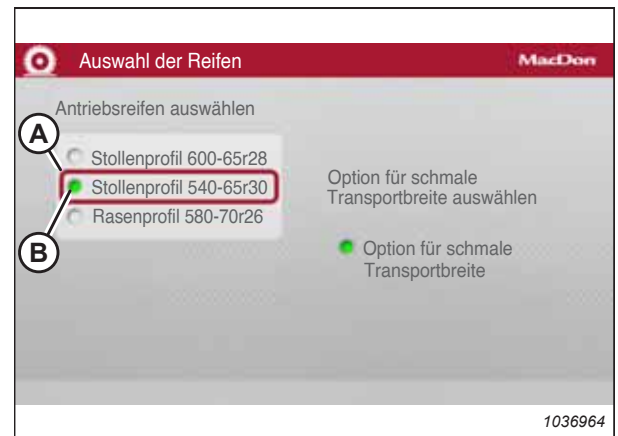 Auswahl der Reifen
MacDon
Antriebsreifen auswählen
A
Stollenprofil 600-65r28
Stollenprofil 540-65r30
Rasenprofil 580-70r26
B
Option für schmale
Transportbreite auswählen
Option für schmale
Transportbreite
1036964